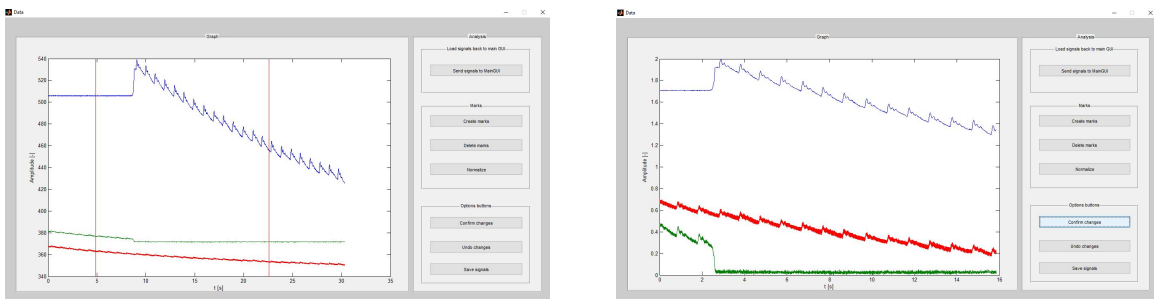 Data
Graph
540
520
500
480
460
440
420
400
380
360
340
Amplitude [-]
0
5
10
15
20
25
30
35
t [s]
Analysis
Load signals back to main GUI
Send signals to MainGUI
Marks
Create marks
Delete marks
Normalize
Options buttons
Confirm changes
Undo changes
Save signals
Data
Graph
2
1.8
1.6
1.4
1.2
1
0.8
0.6
0.4
0.2
0
Amplitude [-]
0
2
4
6
8
10
12
14
16
t [s]
Analysis
Load signals back to main GUI
Send signals to MainGUI
Marks
Create marks
Delete marks
Normalize
Options buttons
Confirm changes
Undo changes
Save signals